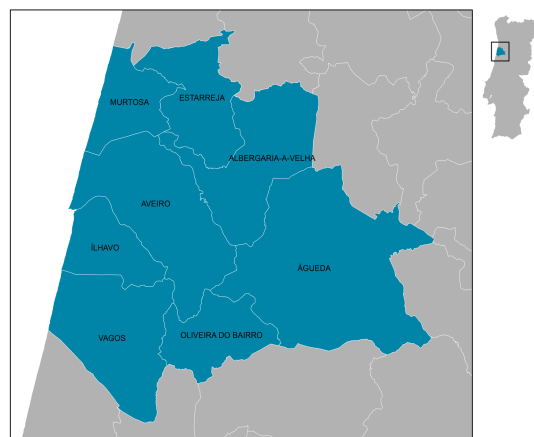 ESTARREJA
MURTOSA
ALBERGARIA-A-VELHA
AVEIRO
ÍLHAVO
ÁGUEDA
OLIVEIRA DO BAIRRO
VAGOS